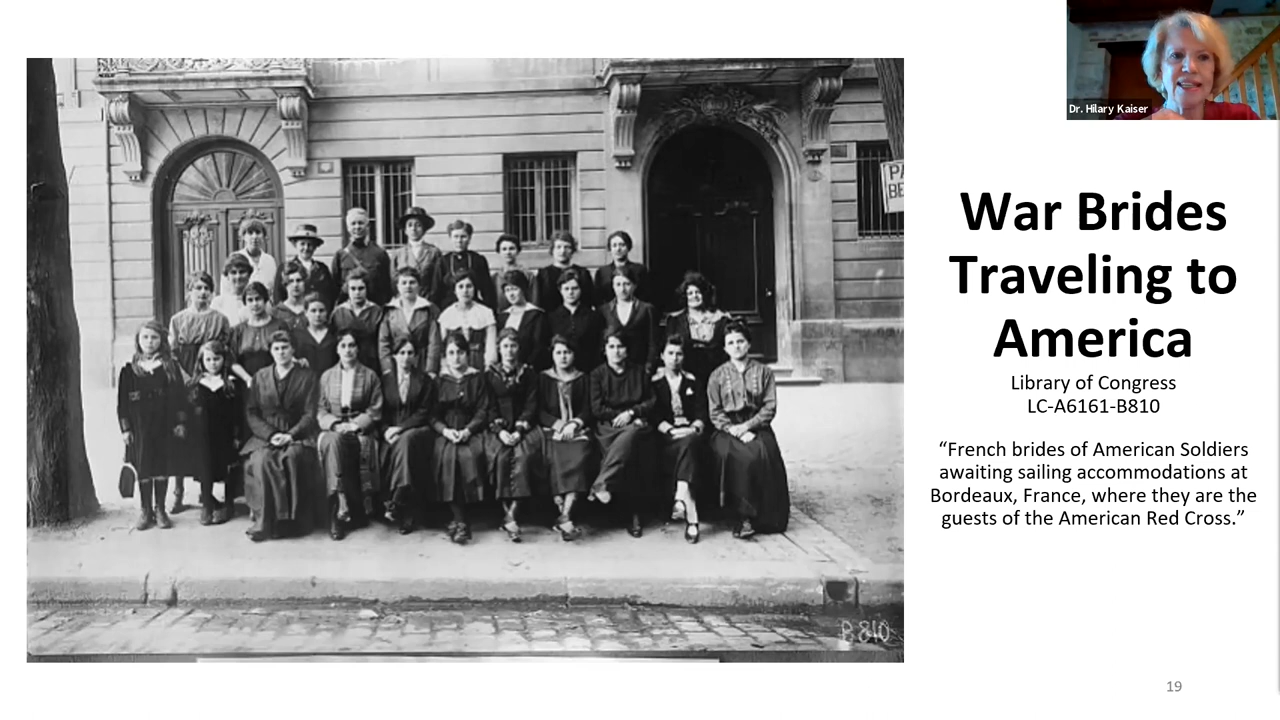 Dr. Hilary Kaiser
War Brides
Traveling to
America
Library of Congress
LC-A6161-B810
“French brides of American Soldiers
awaiting sailing accommodations at
Bordeaux, France, where they are the
guests of the American Red Cross.”
B 810
19